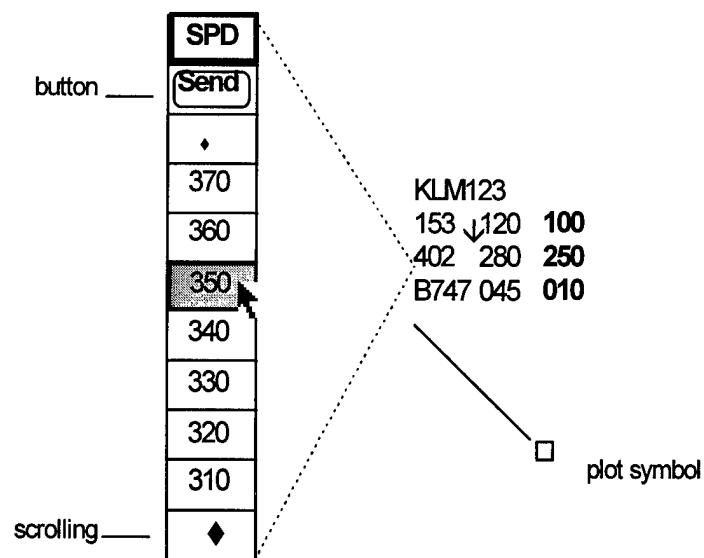 SPD
Send
button
370
360
350
340
330
320
310
scrolling
KLM123
153 ↓120 100
402 280 250
B747 045 010
plot symbol